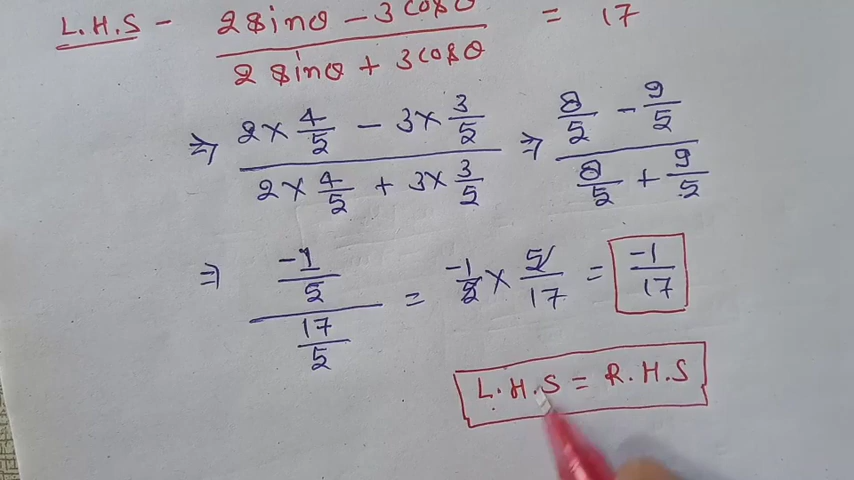 L.H.S - (2sinθ - 3cosθ)/(2sinθ + 3cosθ) = 17
⇒ (2 × 4/5 - 3 × 3/5)/(2 × 4/5 + 3 × 3/5) ⇒ (8/5 - 9/5)/(8/5 + 9/5)
⇒ (-1/5)/(17/5) = -1/5 × 5/17 = -1/17
L.H.S = R.H.S